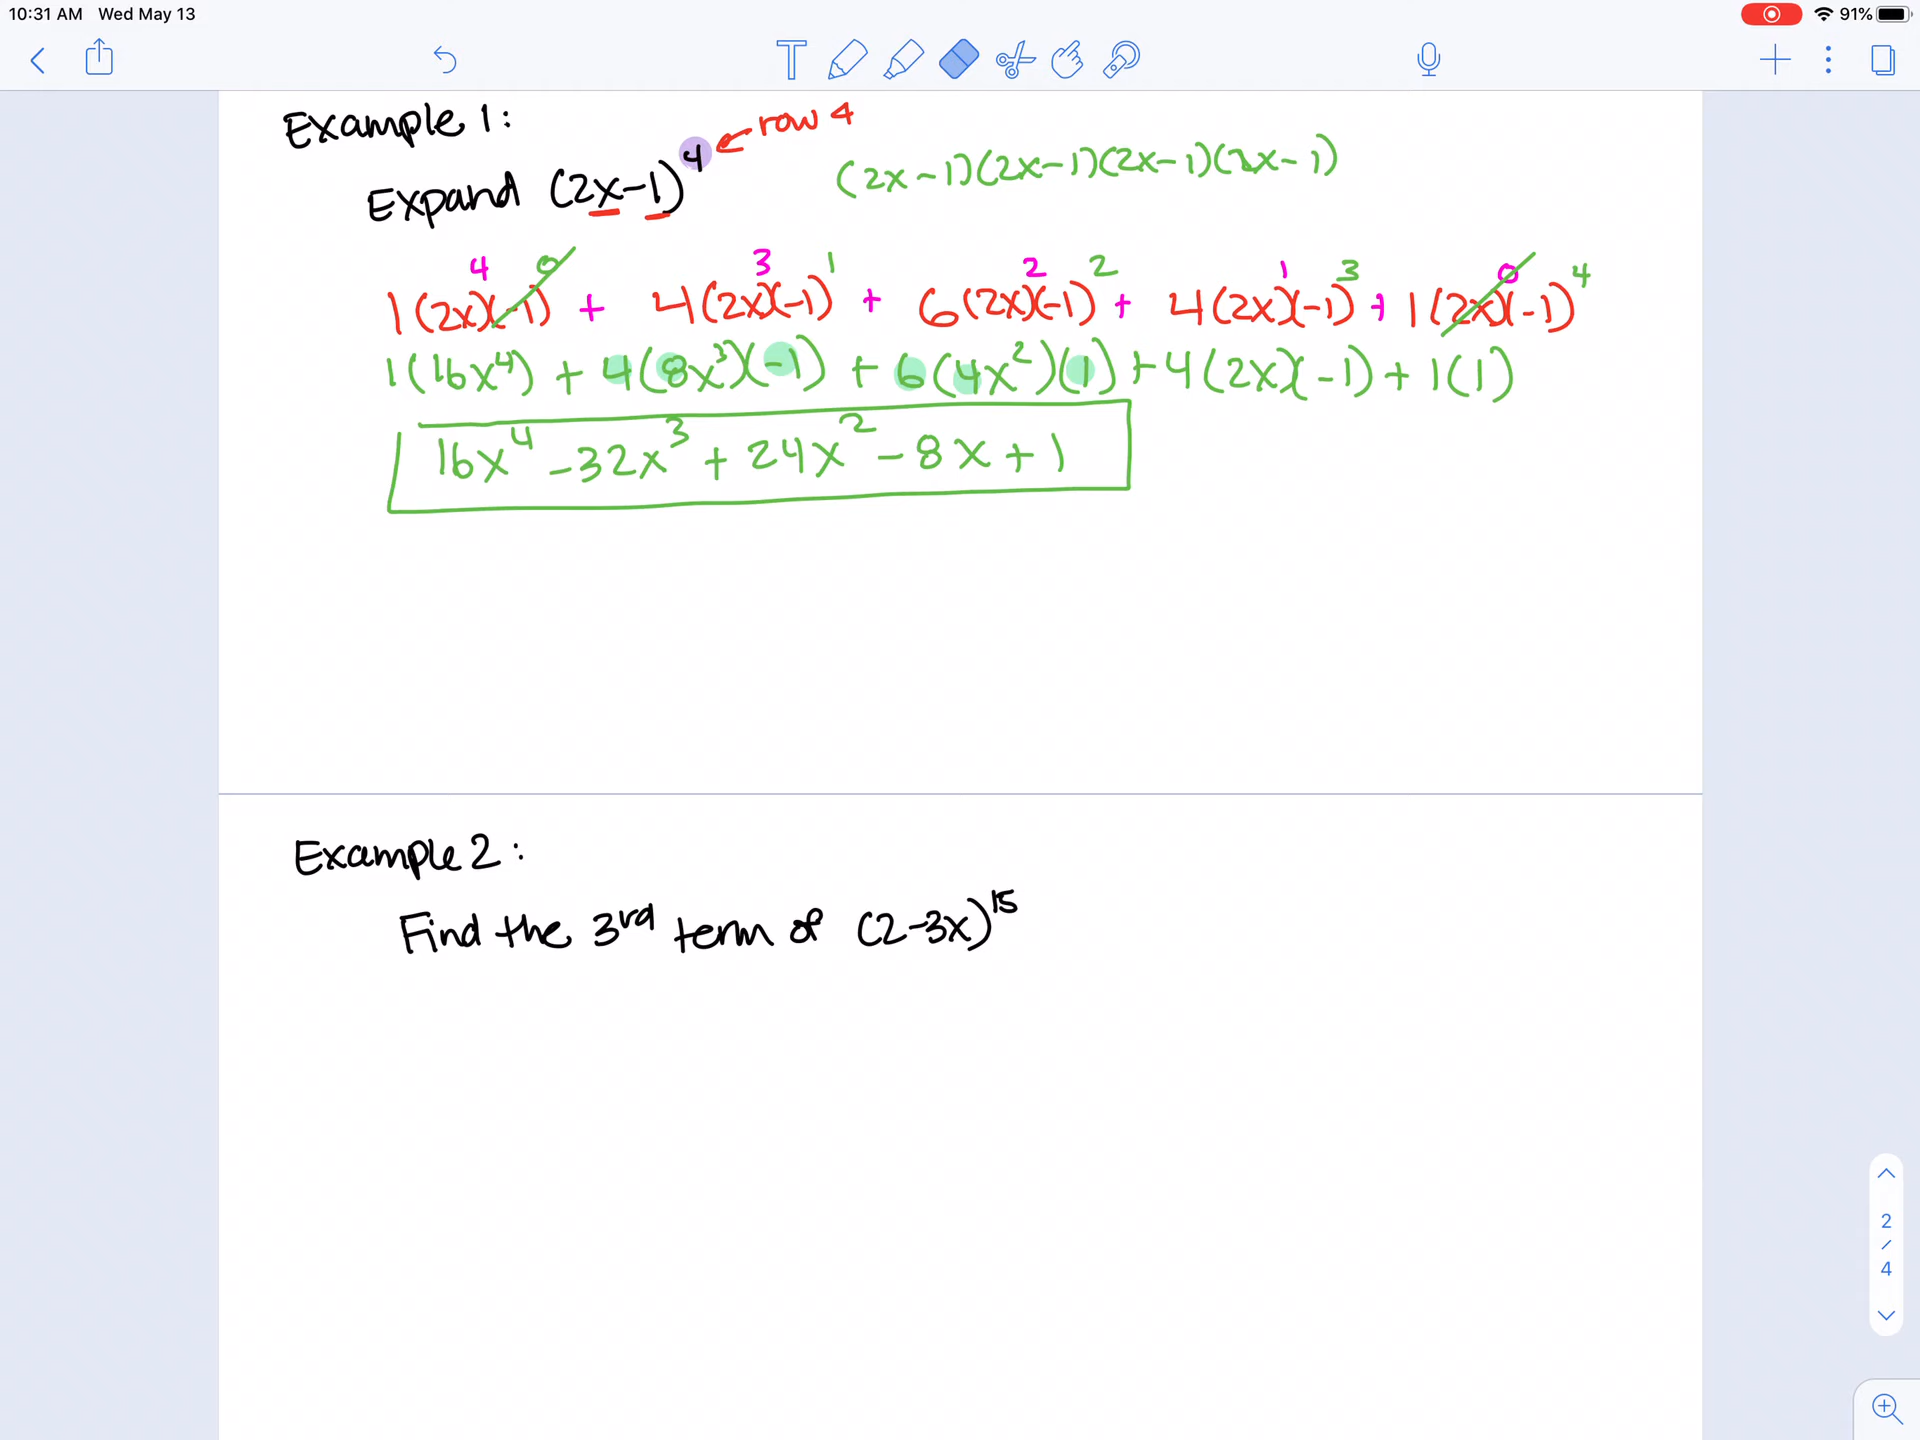 10:31 AM Wed May 13 91%
T
Example 1:
Expand (2x-1)⁴ ← row 4
(2x-1)(2x-1)(2x-1)(2x-1)
1(2x)⁴(-1)⁰ + 4(2x)³(-1)¹ + 6(2x)²(-1)² + 4(2x)¹(-1)³ + 1(2x)⁰(-1)⁴
1(16x⁴) + 4(8x³)(-1) + 6(4x²)(1) + 4(2x)(-1) + 1(1)
16x⁴ - 32x³ + 24x² - 8x + 1
Example 2:
Find the 3rd term of (2-3x)¹⁵
2
/
4